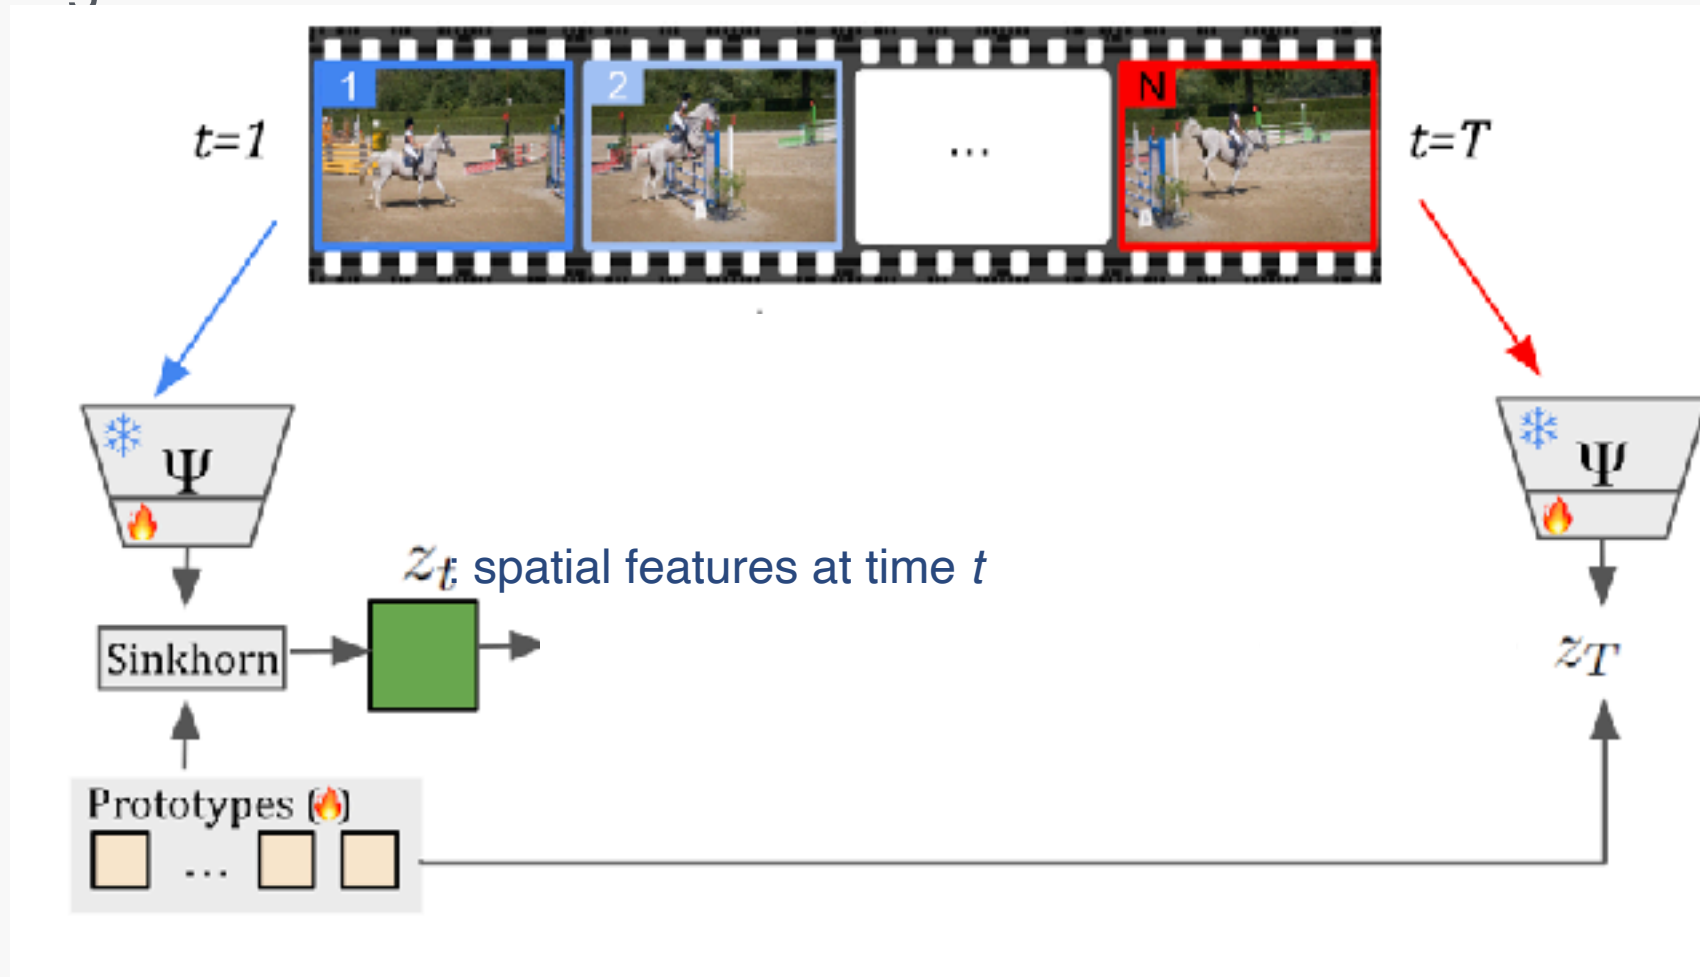 1
2
...
N
t=1
t=T
Ψ
Ψ
z_t: spatial features at time t
Sinkhorn
z_T
Prototypes (🔥)
...